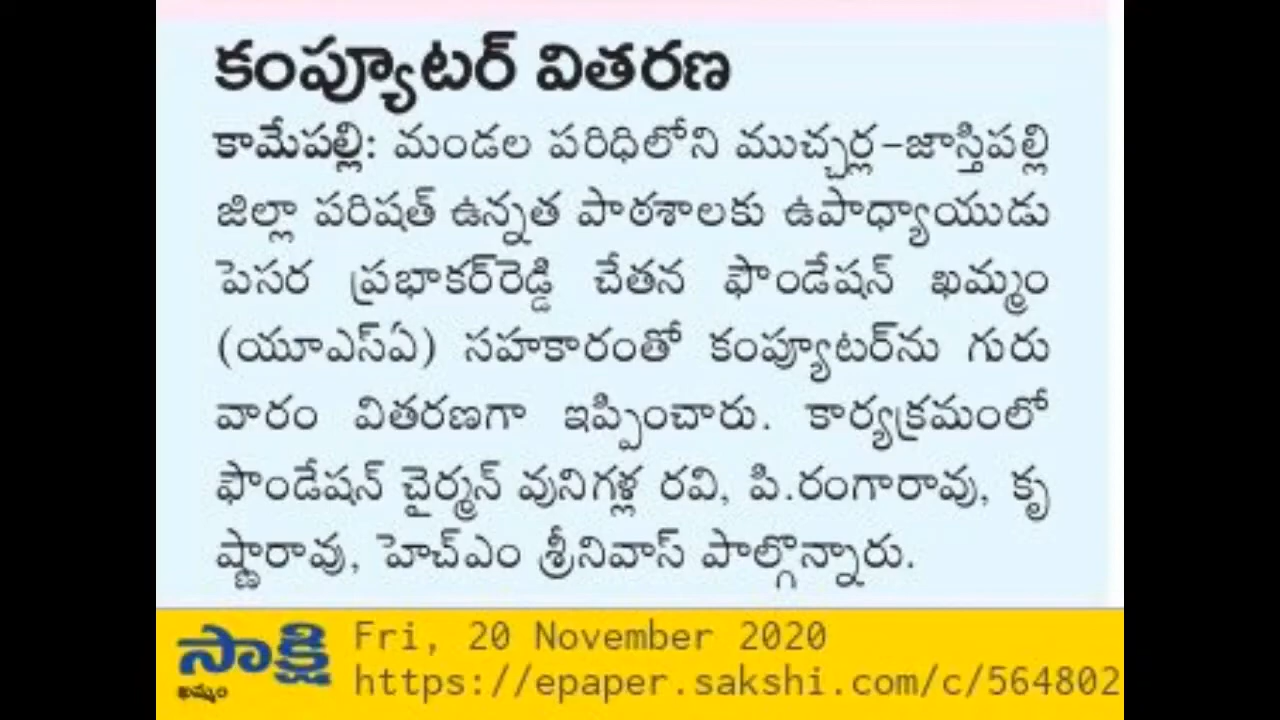 కంప్యూటర్ వితరణ
కామేపల్లి: మండల పరిధిలోని ముచ్చర్ల-జాస్తిపల్లి
జిల్లా పరిషత్ ఉన్నత పాఠశాలకు ఉపాధ్యాయుడు
పెసర ప్రభాకర్‌రెడ్డి చేతన ఫౌండేషన్ ఖమ్మం
(యూఎస్ఏ) సహకారంతో కంప్యూటర్‌ను గురు
వారం వితరణగా ఇప్పించారు. కార్యక్రమంలో
ఫౌండేషన్ చైర్మన్ వునిగళ్ల రవి, పి.రంగారావు, కృ
ష్ణారావు, హెచ్ఎం శ్రీనివాస్ పాల్గొన్నారు.
సాక్షి
ఖమ్మం
Fri, 20 November 2020
https://epaper.sakshi.com/c/564802